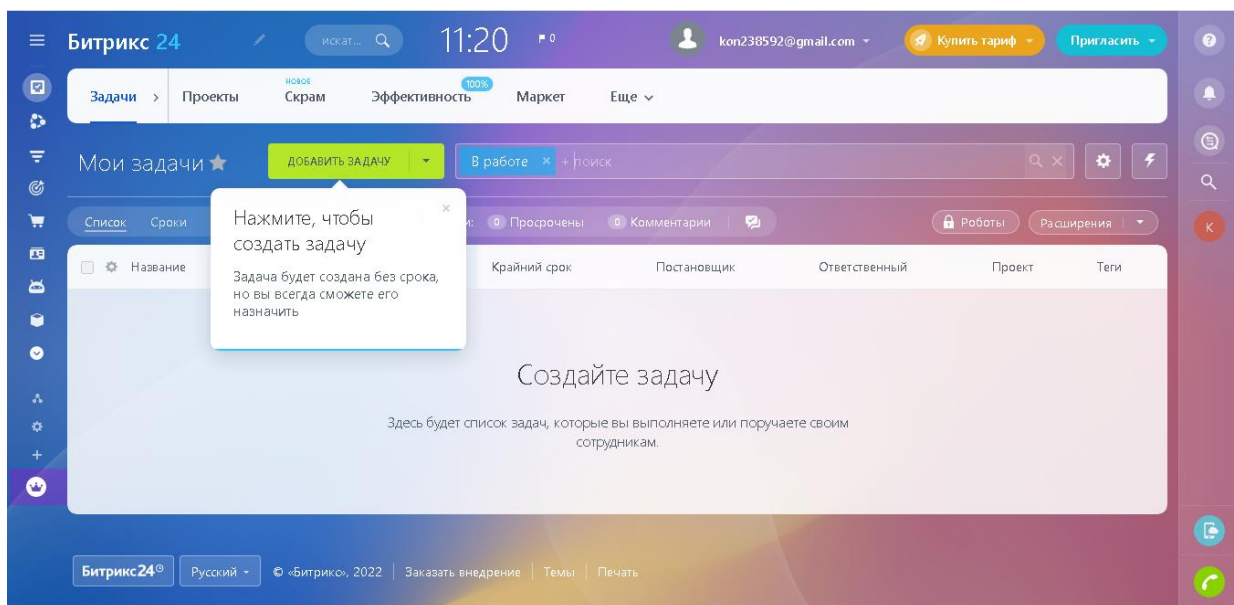 Битрикс 24
искат...
11:20
0
kon238592@gmail.com
Купить тариф
Пригласить
Задачи
Проекты
НОВОЕ
Скрам
Эффективность
100%
Маркет
Еще
Мои задачи
ДОБАВИТЬ ЗАДАЧУ
В работе × + поиск
Список
Сроки
и:
0 Просрочены
0 Комментарии
Роботы
Расширения
Нажмите, чтобы
создать задачу
Задача будет создана без срока,
но вы всегда сможете его
назначить
Название
Крайний срок
Постановщик
Ответственный
Проект
Теги
K
Создайте задачу
Здесь будет список задач, которые вы выполняете или поручаете своим
сотрудникам.
Битрикс24
Русский
© «Битрикс», 2022
Заказать внедрение
Темы
Печать